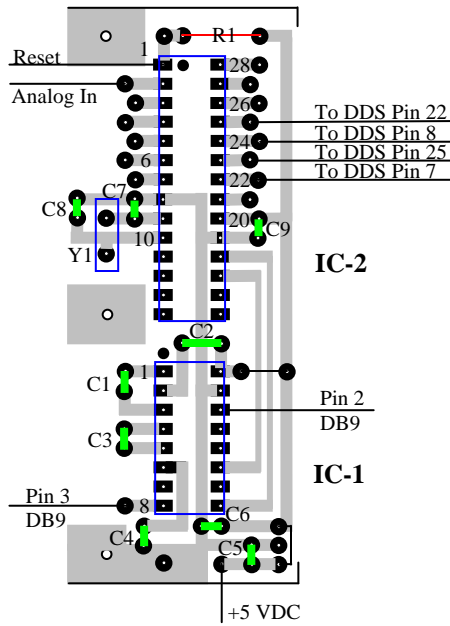 1
R1
Reset
28
Analog In
26
To DDS Pin 22
24
To DDS Pin 8
6
To DDS Pin 25
22
To DDS Pin 7
C7
C8
20
C9
10
Y1
IC-2
C2
1
C1
Pin 2
DB9
C3
IC-1
Pin 3
8
DB9
C6
C4
C5
+5 VDC